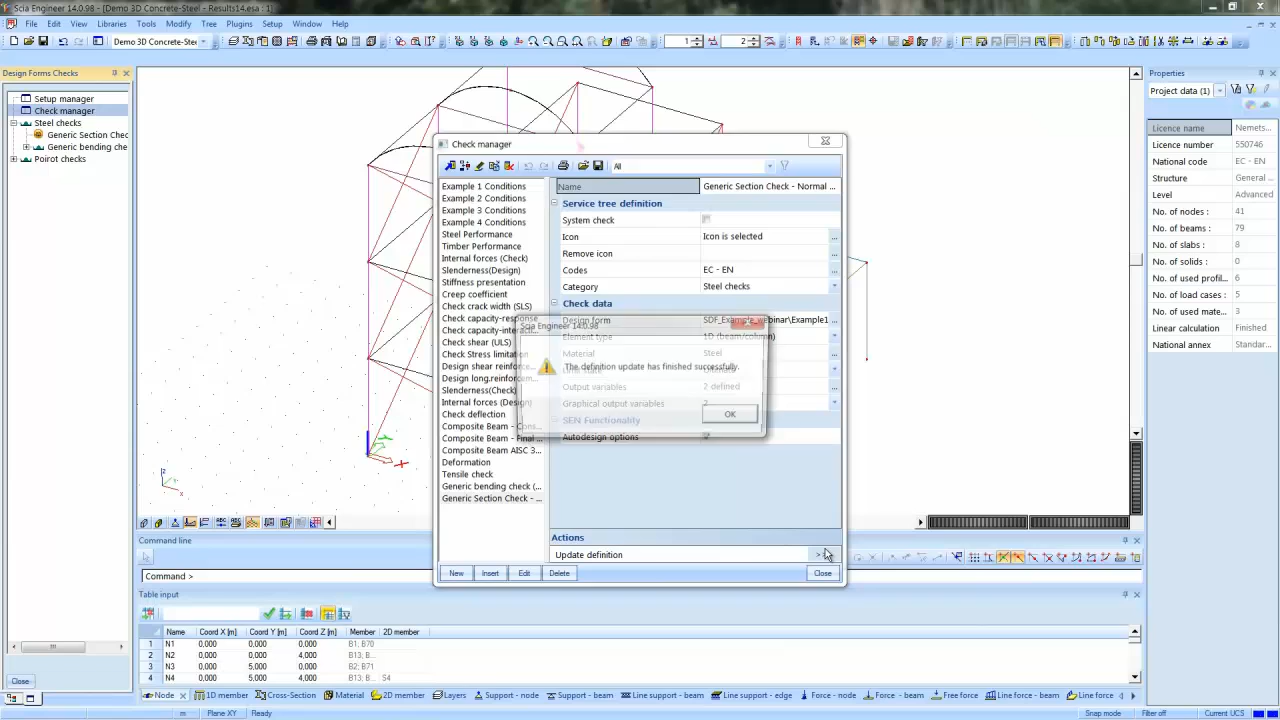 Scia Engineer 14.0.98 - [Demo 3D Concrete-Steel - Results14.esa : 1]
File Edit View Libraries Tools Modify Tree Plugins Setup Window Help
Demo 3D Concrete-Stee
1 2
Design Forms Checks
Setup manager
Check manager
Steel checks
Generic Section Chec
Generic bending che
Poirot checks
Close
Check manager
All
Example 1 Conditions
Example 2 Conditions
Example 3 Conditions
Example 4 Conditions
Steel Performance
Timber Performance
Internal forces (Check)
Slenderness(Design)
Stiffness presentation
Creep coefficient
Check crack width (SLS)
Check capacity-response
Check capacity-interac
Check shear (ULS)
Check Stress limitation
Design shear reinforce...
Design long.reinforcem
Slenderness(Check)
Internal forces (Design)
Check deflection
Composite Beam - Cons...
Composite Beam - Final ...
Composite Beam AISC 3...
Deformation
Tensile check
Generic bending check (...
Generic Section Check - ...
Name Generic Section Check - Normal ...
Service tree definition
System check
Icon Icon is selected ...
Remove icon ...
Codes EC - EN ...
Category Steel checks
Check data
Design form SDF_Example_webinar\Example1
Element type 1D (beam/column)
Material Steel
Output variables 2 defined
Graphical output variables 2
SEN Functionality
Autodesign options
Scia Engineer 14.0.98
The definition update has finished successfully.
OK
Actions
Update definition >>
New Insert Edit Delete Close
Properties
Project data (1)
Licence name Nemets...
Licence number 550746
National code EC - EN
Structure General ...
Level Advanced
No. of nodes : 41
No. of beams : 79
No. of slabs : 8
No. of solids : 0
No. of used profil... 6
No. of load cases : 5
No. of used mate... 3
Linear calculation Finished
National annex Standard...
Command line
Command >
Table input
Name Coord X [m] Coord Y [m] Coord Z [m] Member 2D member
1 N1 0,000 0,000 0,000 B1; B70
2 N2 0,000 0,000 4,000 B13; B...
3 N3 0,000 5,000 0,000 B2; B71
4 N4 0,000 5,000 4,000 B13; B... S4
Node 1D member Cross-Section Material 2D member Layers Support - node Support - beam Line support - beam Line support - edge Force - node Force - beam Free force Line force - beam Line force
m Plane XY Ready Snap mode Filter off Current UCS